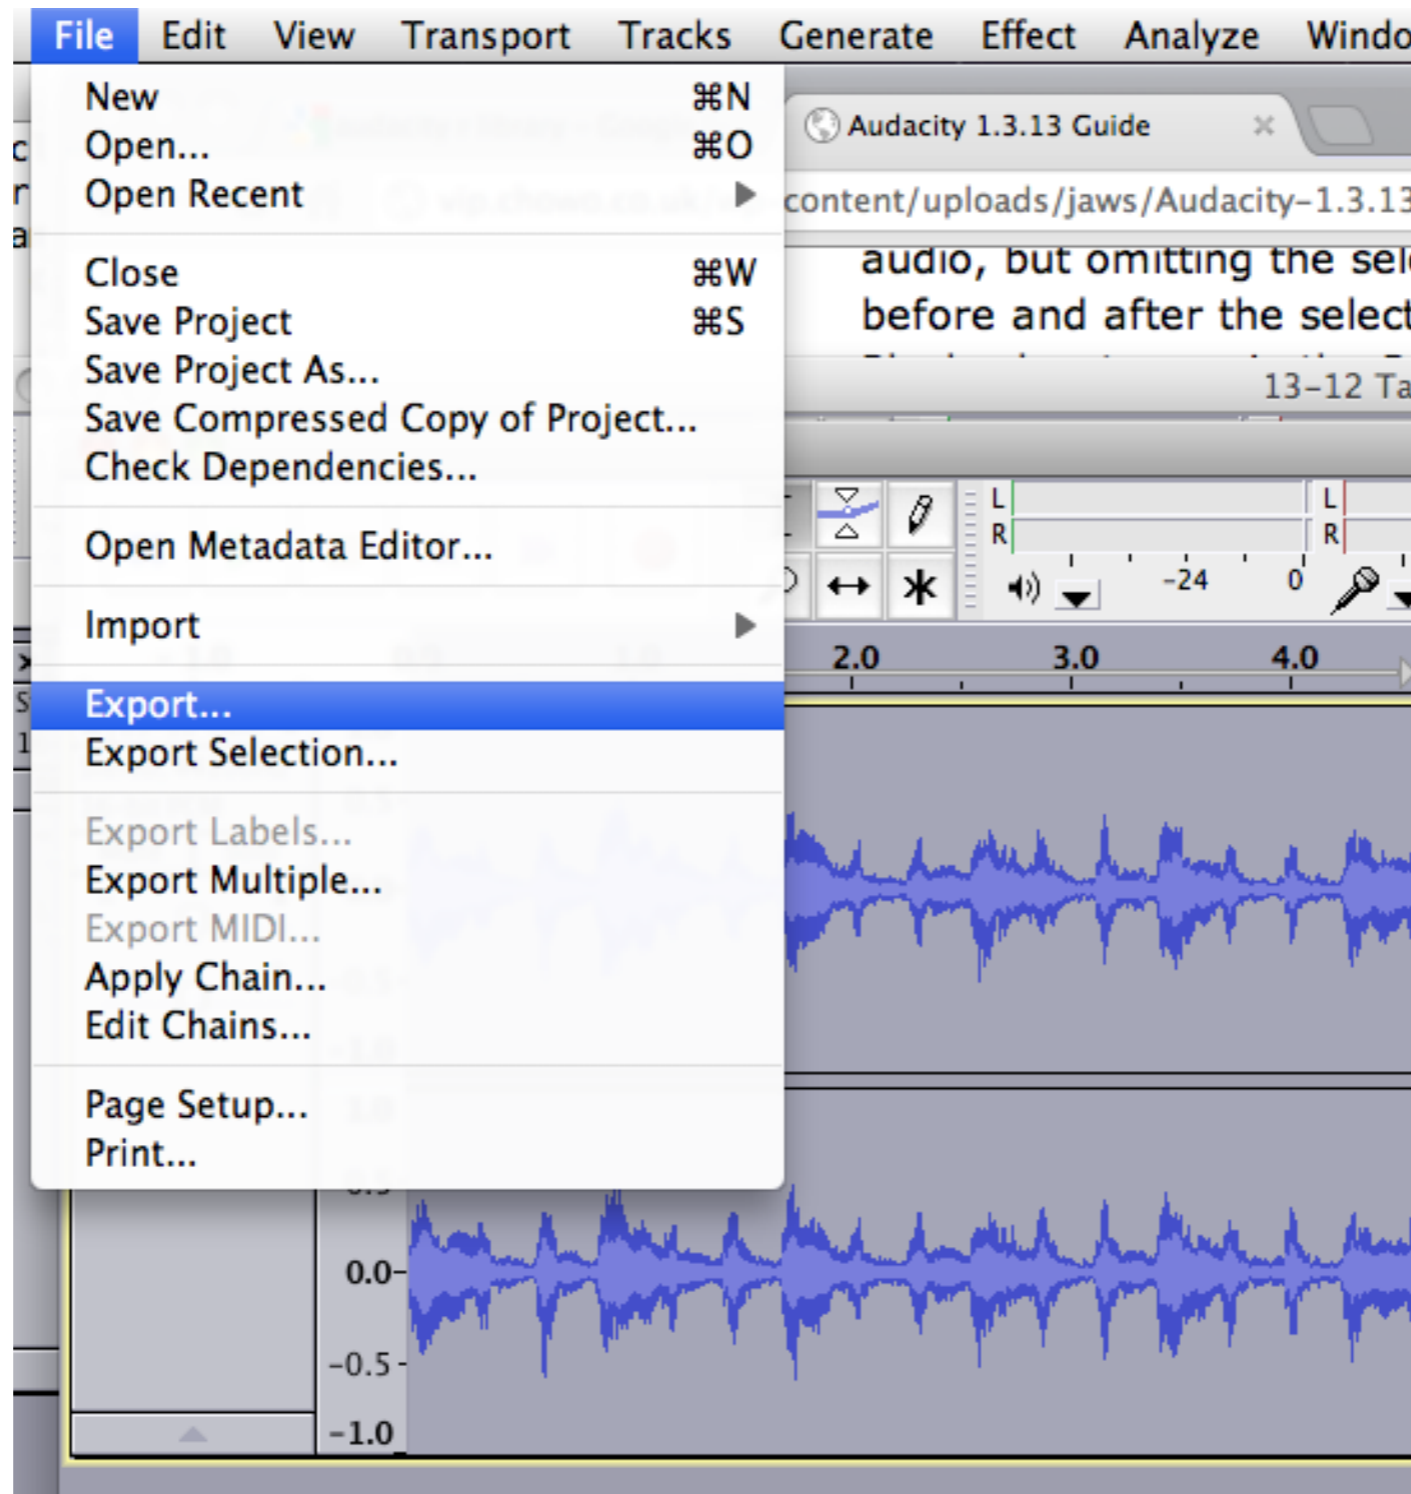 File Edit View Transport Tracks Generate Effect Analyze Windo
New ⌘N
Open... ⌘O
Open Recent ▶
Close ⌘W
Save Project ⌘S
Save Project As...
Save Compressed Copy of Project...
Check Dependencies...
Open Metadata Editor...
Import ▶
Export...
Export Selection...
Export Labels...
Export Multiple...
Export MIDI...
Apply Chain...
Edit Chains...
Page Setup...
Print...
Audacity 1.3.13 Guide
content/uploads/jaws/Audacity-1.3.13
audio, but omitting the sele
before and after the select
13-12 Ta
L L
R R
-24 0
2.0 3.0 4.0
0.0
-0.5
-1.0